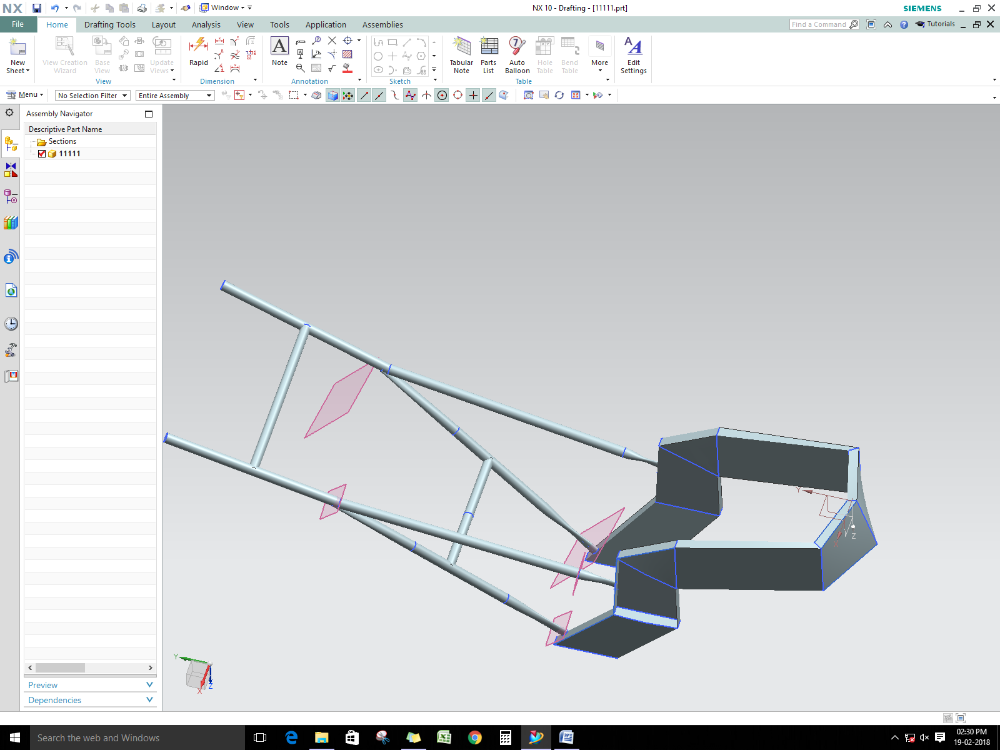 NX
Window
NX 10 - Drafting - [11111.prt]
SIEMENS
File
Home
Drafting Tools
Layout
Analysis
View
Tools
Application
Assemblies
Find a Command
Tutorials
New
Sheet
View Creation
Wizard
Base
View
Update
Views
View
Rapid
Dimension
Note
Annotation
Sketch
Tabular
Note
Parts
List
Auto
Balloon
Hole
Table
Bend
Table
More
Table
Edit
Settings
Menu
No Selection Filter
Entire Assembly
Assembly Navigator
Descriptive Part Name
Sections
11111
Y
Z
Y
X
Z
Preview
Dependencies
Search the web and Windows
02:30 PM
19-02-2018